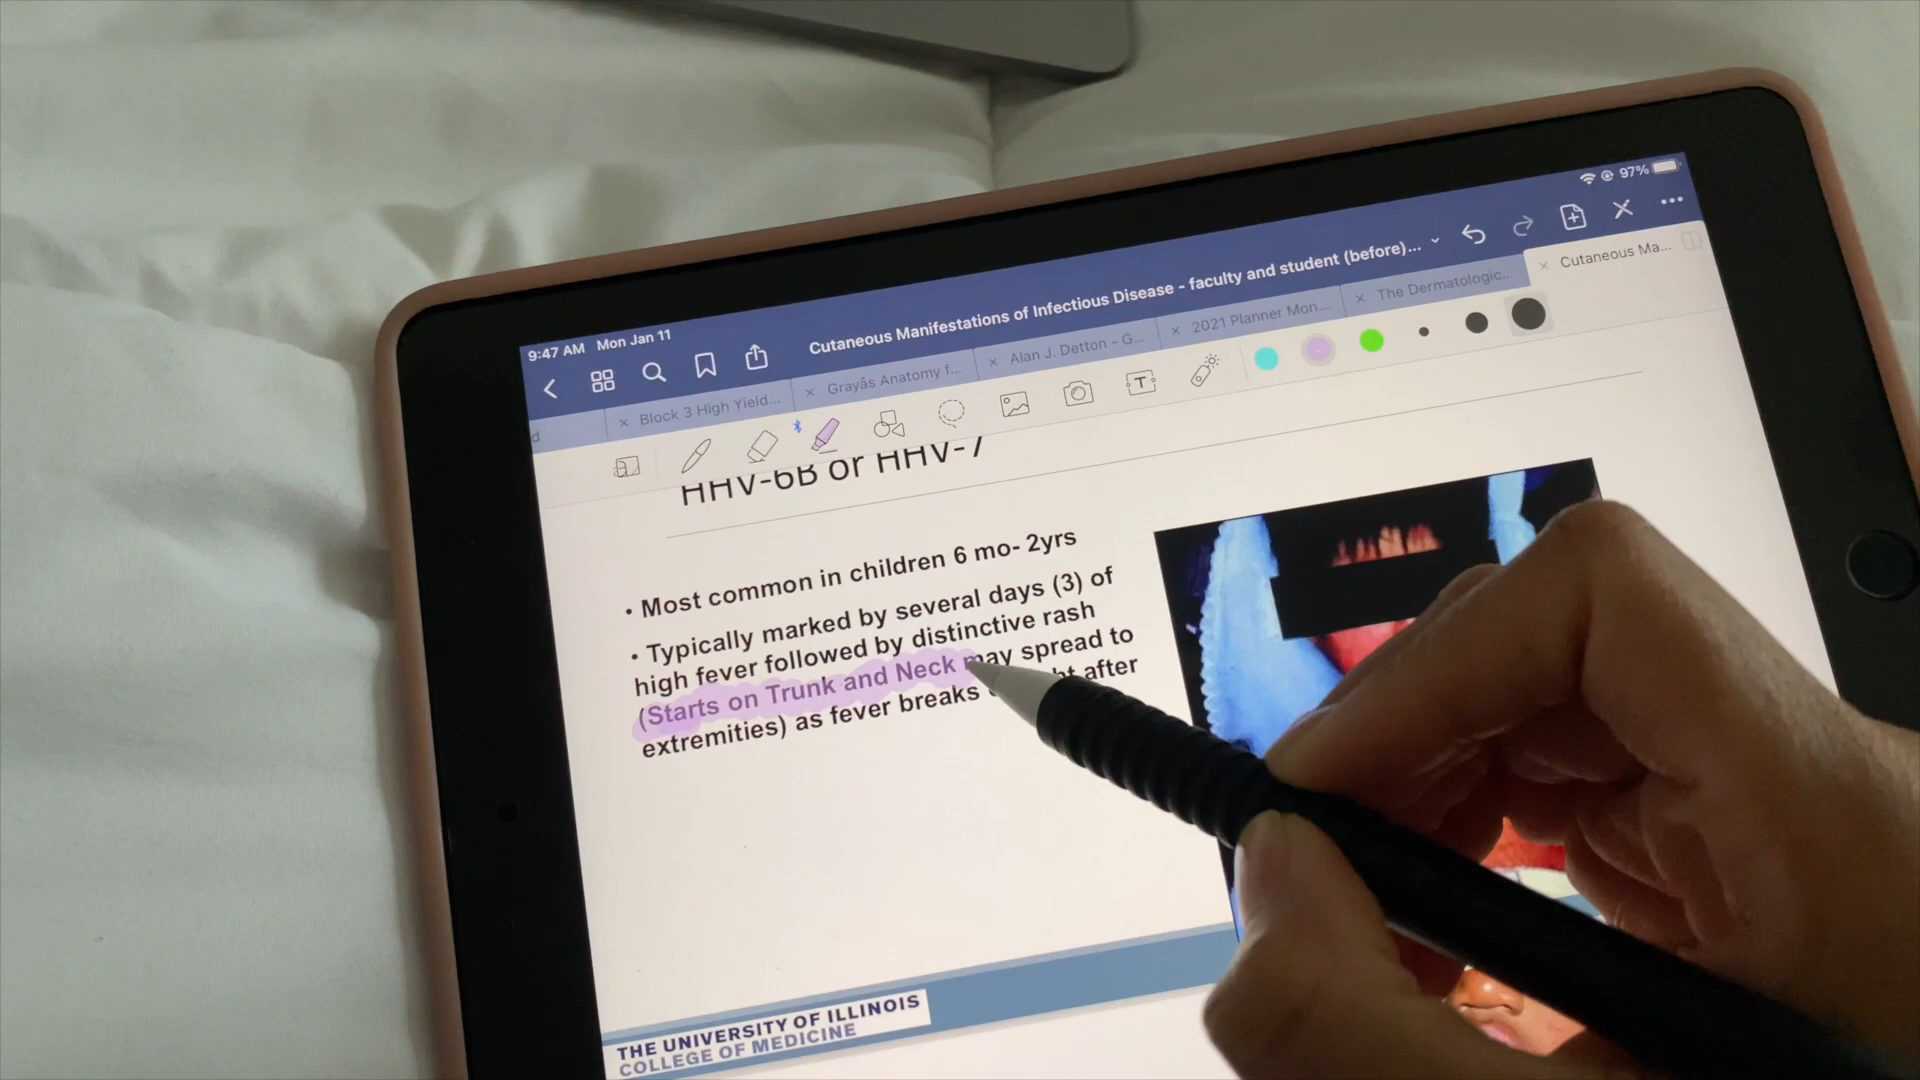 9:47 AM Mon Jan 11
97%
Cutaneous Manifestations of Infectious Disease - faculty and student (before)...
d
Block 3 High Yield...
Grayâs Anatomy f...
Alan J. Detton - G...
2021 Planner Mon...
The Dermatologic...
Cutaneous Ma...
HHV-6B or HHV-7
• Most common in children 6 mo- 2yrs
• Typically marked by several days (3) of
high fever followed by distinctive rash
(Starts on Trunk and Neck may spread to
extremities) as fever breaks after
THE UNIVERSITY OF ILLINOIS
COLLEGE OF MEDICINE